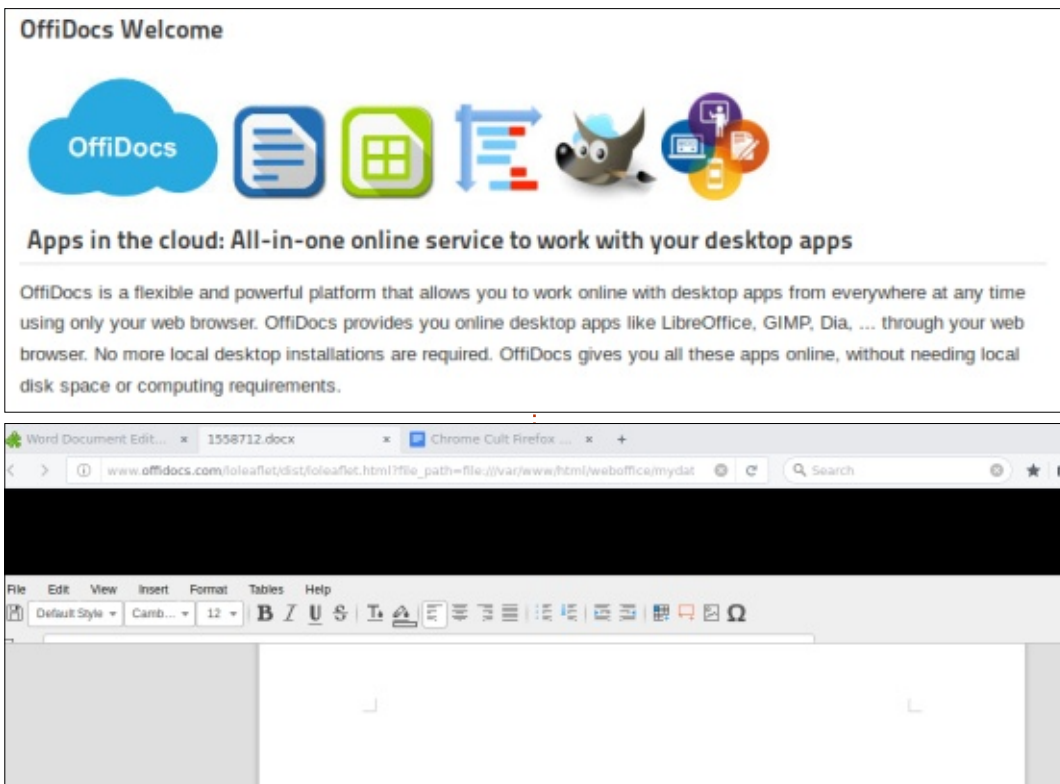 OffiDocs Welcome
OffiDocs
Apps in the cloud: All-in-one online service to work with your desktop apps
OffiDocs is a flexible and powerful platform that allows you to work online with desktop apps from everywhere at any time
using only your web browser. OffiDocs provides you online desktop apps like LibreOffice, GIMP, Dia, ... through your web
browser. No more local desktop installations are required. OffiDocs gives you all these apps online, without needing local
disk space or computing requirements.
Word Document Edit... 1558712.docx Chrome Cult Firefox ...
www.offidocs.com/loleaflet/dist/loleaflet.html?file_path=file:///var/www/html/weboffice/mydat Search
File Edit View Insert Format Tables Help
Default Style Camb... 12 B I U S Ω